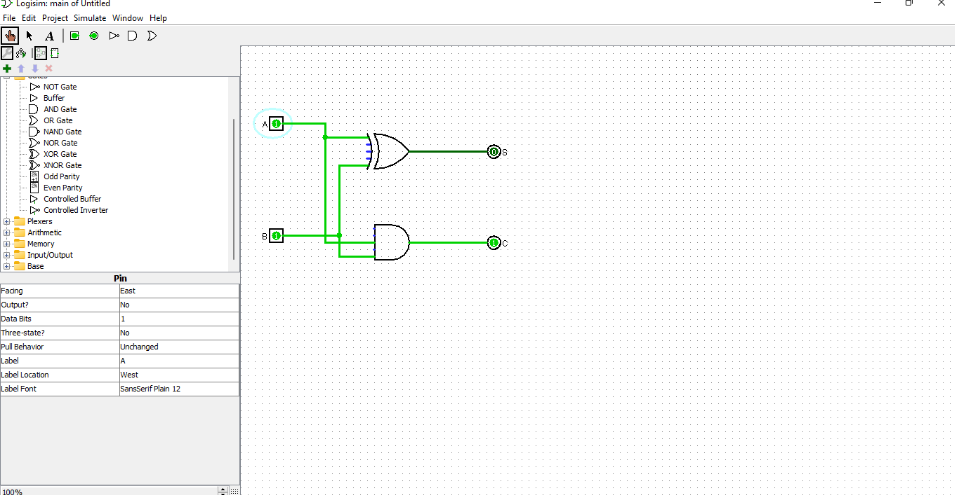 Logisim: main of Untitled
File Edit Project Simulate Window Help
A
NOT Gate
Buffer
AND Gate
OR Gate
NAND Gate
NOR Gate
XOR Gate
XNOR Gate
Odd Parity
Even Parity
Controlled Buffer
Controlled Inverter
Plexers
Arithmetic
Memory
Input/Output
Base
Pin
Facing East
Output? No
Data Bits 1
Three-state? No
Pull Behavior Unchanged
Label A
Label Location West
Label Font SansSerif Plain 12
100%
A 1
0 S
B 1
1 C